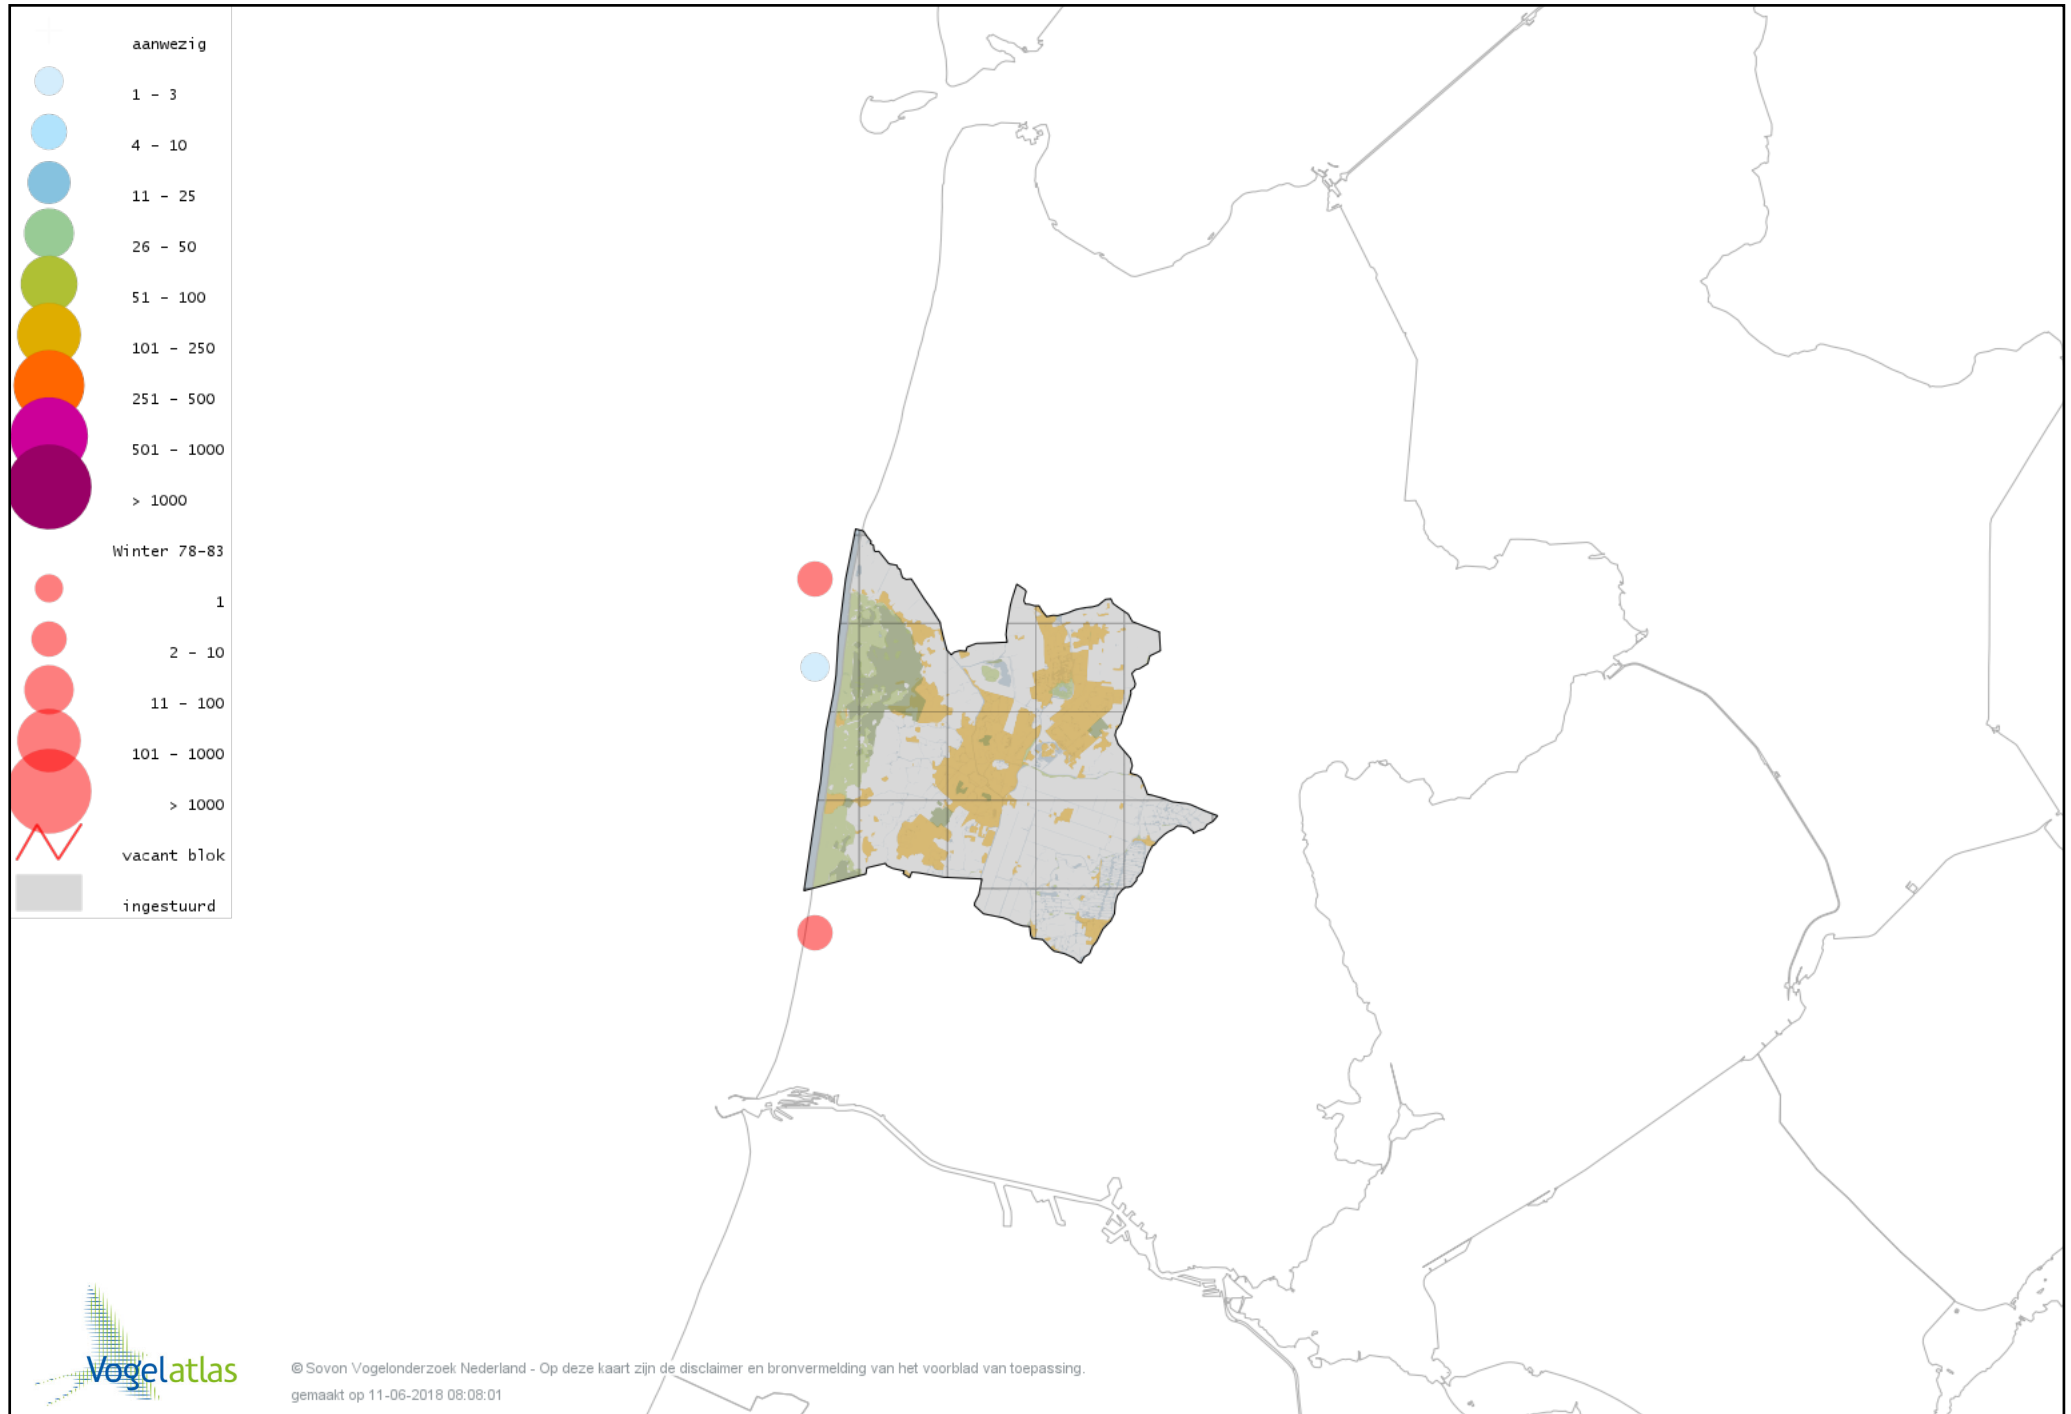 aanwezig
1 - 3
4 - 10
11 - 25
26 - 50
51 - 100
101 - 250
251 - 500
501 - 1000
> 1000
Winter 78-83
1
2 - 10
11 - 100
101 - 1000
> 1000
vacant blok
ingestuurd
Vogelatlas
© Sovon Vogelonderzoek Nederland - Op deze kaart zijn de disclaimer en bronvermelding van het voorblad van toepassing.
gemaakt op 11-06-2018 08:08:01